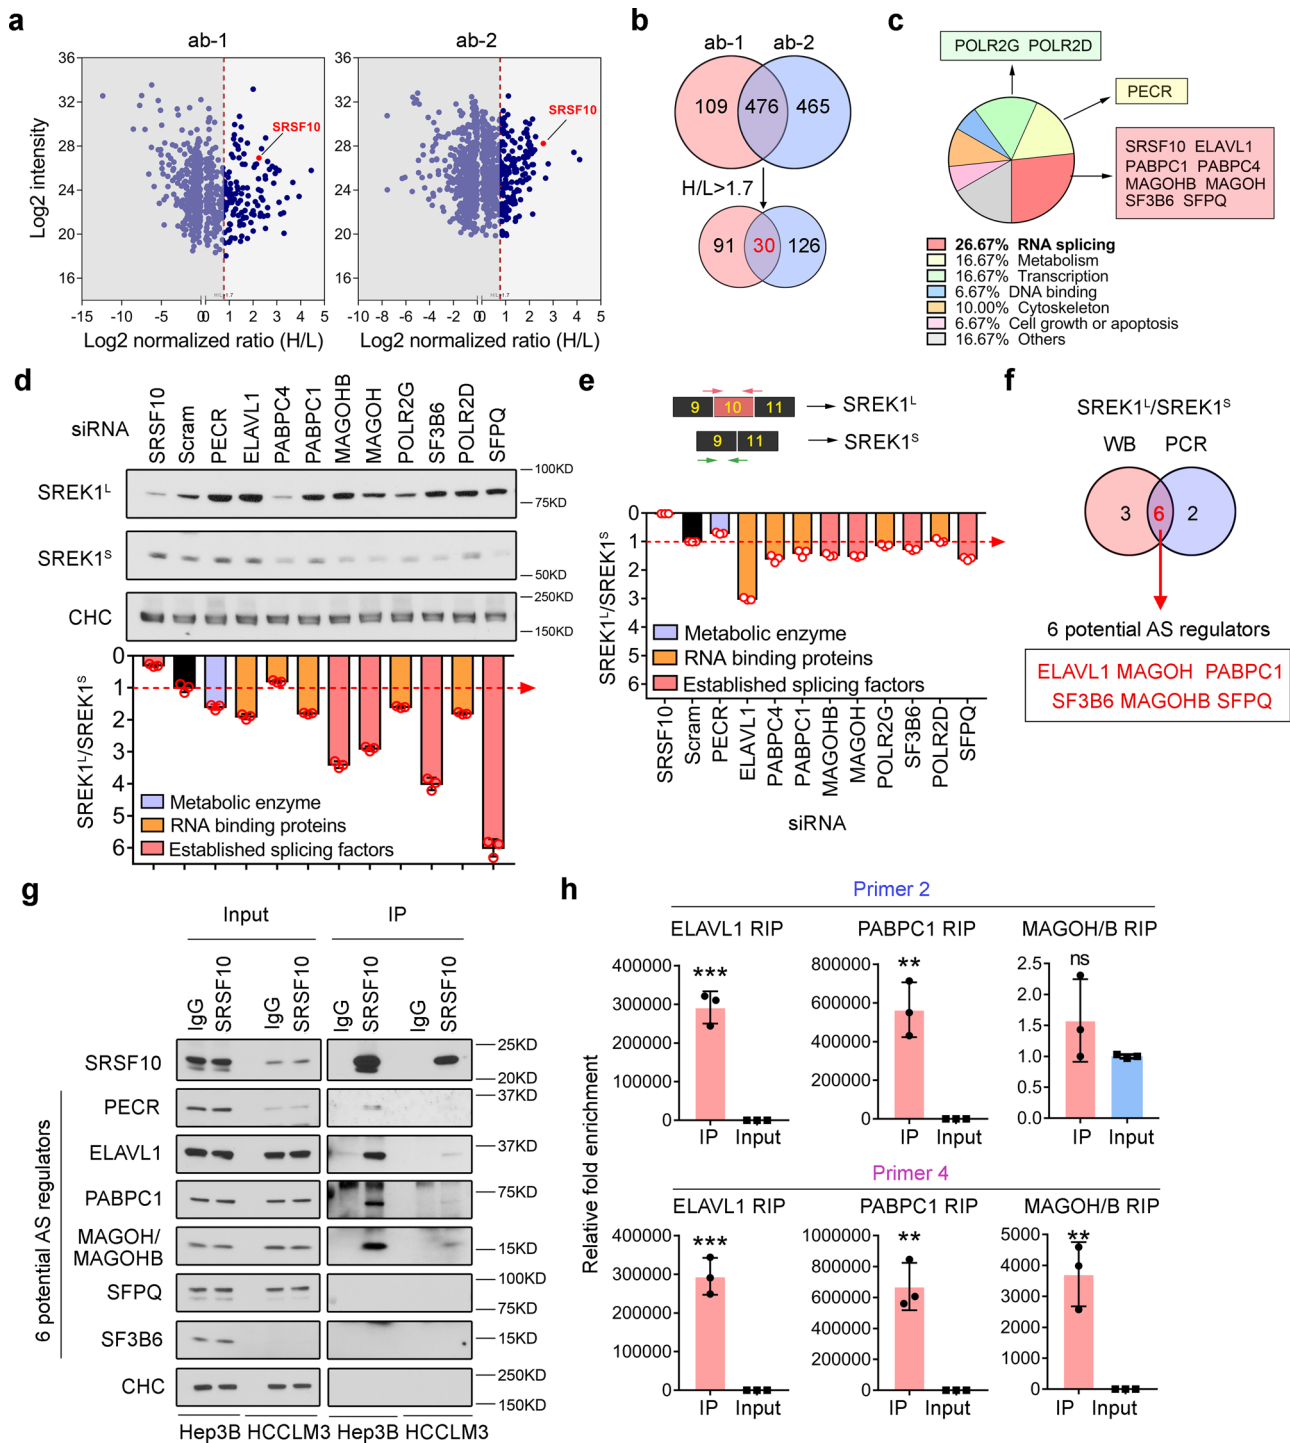 a
ab-1
ab-2
36
32
28
24
20
16
Log2 intensity
SRSF10
H/L>1.7
-15
-10
-5
0
0
1
2
3
4
5
Log2 normalized ratio (H/L)
36
32
28
24
20
16
SRSF10
-10
-8
-6
-4
-2
0
0
1
2
3
4
5
Log2 normalized ratio (H/L)
b
ab-1
ab-2
109
476
465
H/L>1.7
91
30
126
c
POLR2G POLR2D
PECR
SRSF10 ELAVL1
PABPC1 PABPC4
MAGOHB MAGOH
SF3B6 SFPQ
26.67% RNA splicing
16.67% Metabolism
16.67% Transcription
6.67% DNA binding
10.00% Cytoskeleton
6.67% Cell growth or apoptosis
16.67% Others
d
siRNA
SRSF10
Scram
PECR
ELAVL1
PABPC4
PABPC1
MAGOHB
MAGOH
POLR2G
SF3B6
POLR2D
SFPQ
SREK1ᴸ
100KD
75KD
SREK1ˢ
50KD
CHC
250KD
150KD
SREK1ᴸ/SREK1ˢ
0
1
2
3
4
5
6
Metabolic enzyme
RNA binding proteins
Established splicing factors
e
9
10
11
SREK1ᴸ
9
11
SREK1ˢ
SREK1ᴸ/SREK1ˢ
0
1
2
3
4
5
6
Metabolic enzyme
RNA binding proteins
Established splicing factors
SRSF10
Scram
PECR
ELAVL1
PABPC4
PABPC1
MAGOHB
MAGOH
POLR2G
SF3B6
POLR2D
SFPQ
siRNA
f
SREK1ᴸ/SREK1ˢ
WB
PCR
3
6
2
6 potential AS regulators
ELAVL1 MAGOH PABPC1
SF3B6 MAGOHB SFPQ
g
Input
IP
IgG
SRSF10
IgG
SRSF10
IgG
SRSF10
IgG
SRSF10
6 potential AS regulators
SRSF10
25KD
20KD
PECR
37KD
ELAVL1
37KD
PABPC1
75KD
MAGOH/
MAGOHB
15KD
SFPQ
100KD
75KD
SF3B6
15KD
CHC
250KD
150KD
Hep3B
HCCLM3
Hep3B
HCCLM3
h
Primer 2
Relative fold enrichment
ELAVL1 RIP
400000
300000
200000
100000
0
***
IP
Input
PABPC1 RIP
800000
600000
400000
200000
0
**
IP
Input
MAGOH/B RIP
2.5
2.0
1.5
1.0
0.5
0.0
ns
IP
Input
Primer 4
ELAVL1 RIP
400000
300000
200000
100000
0
***
IP
Input
PABPC1 RIP
1000000
800000
600000
400000
200000
0
**
IP
Input
MAGOH/B RIP
5000
4000
3000
2000
1000
0
**
IP
Input